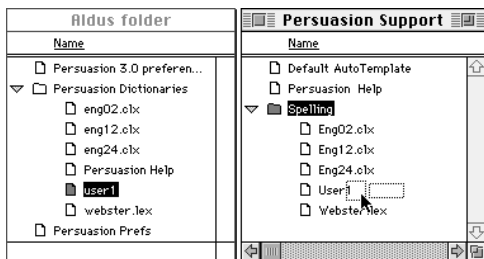 Aldus folder
Name
Persuasion 3.0 preferen...
Persuasion Dictionaries
eng02.clx
eng12.clx
eng24.clx
Persuasion Help
user1
webster.lex
Persuasion Prefs
Persuasion Support
Name
Default AutoTemplate
Persuasion Help
Spelling
Eng02.clx
Eng12.clx
Eng24.clx
User1
Webster.lex